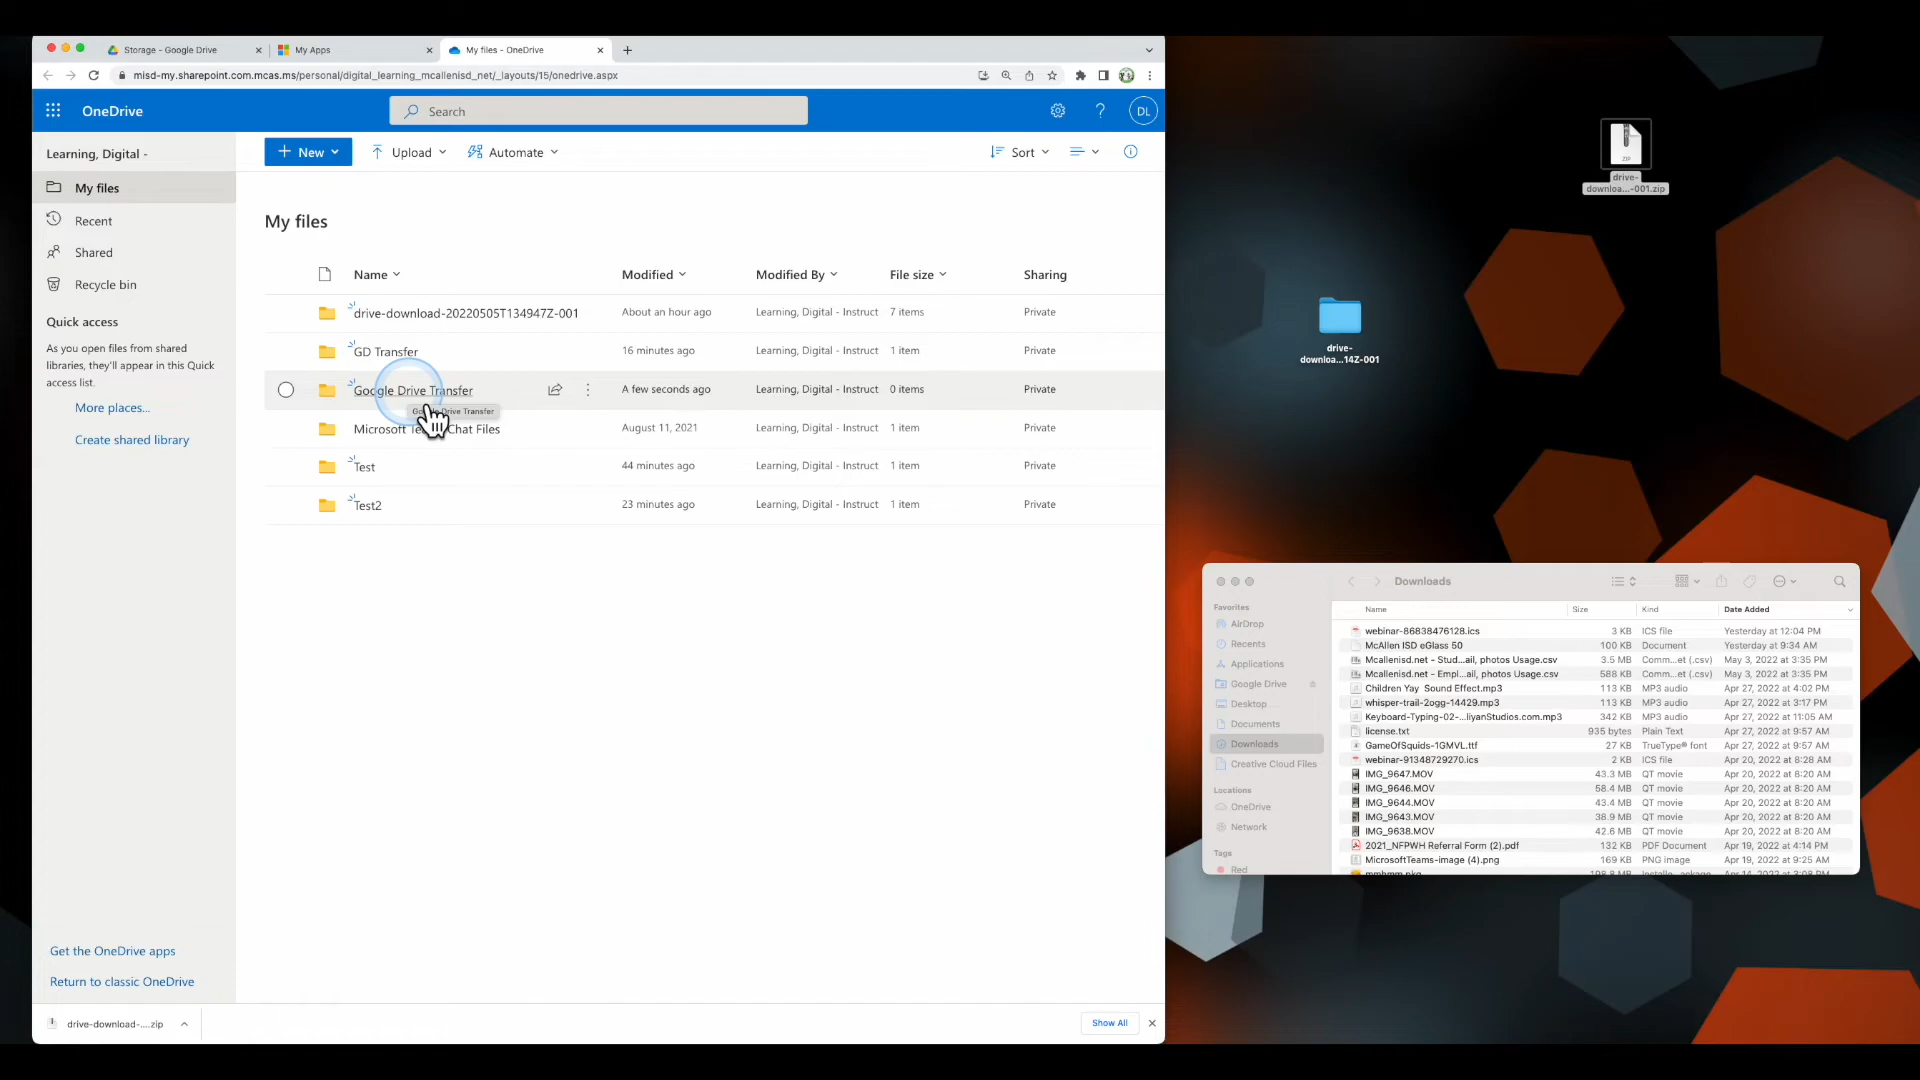 Storage - Google Drive
My Apps
My files - OneDrive
misd-my.sharepoint.com.mcas.ms/personal/digital_learning_mcallenisd_net/_layouts/15/onedrive.aspx
OneDrive
Search
DL
Learning, Digital -
My files
Recent
Shared
Recycle bin
Quick access
As you open files from shared
libraries, they'll appear in this Quick
access list.
More places...
Create shared library
Get the OneDrive apps
Return to classic OneDrive
New
Upload
Automate
Sort
My files
Name Modified Modified By File size Sharing
drive-download-20220505T134947Z-001 About an hour ago Learning, Digital - Instruct 7 items Private
GD Transfer 16 minutes ago Learning, Digital - Instruct 1 item Private
Google Drive Transfer A few seconds ago Learning, Digital - Instruct 0 items Private
Drive Transfer
Microsoft Chat Files August 11, 2021 Learning, Digital - Instruct 1 item Private
Test 44 minutes ago Learning, Digital - Instruct 1 item Private
Test2 23 minutes ago Learning, Digital - Instruct 1 item Private
drive-download-....zip
Show All
ZIP
drive-
downloa...-001.zip
drive-
downloa...14Z-001
Downloads
Favorites
AirDrop
Recents
Applications
Google Drive
Desktop
Documents
Downloads
Creative Cloud Files
Locations
OneDrive
Network
Tags
Red
Name Size Kind Date Added
webinar-86838476128.ics 3 KB ICS file Yesterday at 12:04 PM
McAllen ISD eGlass 50 100 KB Document Yesterday at 9:34 AM
Mcallenisd.net - Stud...ail, photos Usage.csv 3.5 MB Comm...et (.csv) May 3, 2022 at 3:35 PM
Mcallenisd.net - Empl...ail, photos Usage.csv 588 KB Comm...et (.csv) May 3, 2022 at 3:35 PM
Children Yay Sound Effect.mp3 113 KB MP3 audio Apr 27, 2022 at 4:02 PM
whisper-trail-2ogg-14429.mp3 113 KB MP3 audio Apr 27, 2022 at 3:17 PM
Keyboard-Typing-02-...liyanStudios.com.mp3 342 KB MP3 audio Apr 27, 2022 at 11:05 AM
license.txt 935 bytes Plain Text Apr 27, 2022 at 9:57 AM
GameOfSquids-1GMVL.ttf 27 KB TrueType® font Apr 27, 2022 at 9:57 AM
webinar-91348729270.ics 2 KB ICS file Apr 20, 2022 at 8:28 AM
IMG_9647.MOV 43.3 MB QT movie Apr 20, 2022 at 8:20 AM
IMG_9646.MOV 58.4 MB QT movie Apr 20, 2022 at 8:20 AM
IMG_9644.MOV 43.4 MB QT movie Apr 20, 2022 at 8:20 AM
IMG_9643.MOV 38.9 MB QT movie Apr 20, 2022 at 8:20 AM
IMG_9638.MOV 42.6 MB QT movie Apr 20, 2022 at 8:20 AM
2021_NFPWH Referral Form (2).pdf 132 KB PDF Document Apr 19, 2022 at 4:14 PM
MicrosoftTeams-image (4).png 169 KB PNG image Apr 19, 2022 at 9:25 AM
mmhmm.pkg 198.8 MB Installe...ackage Apr 14, 2022 at 3:08 PM